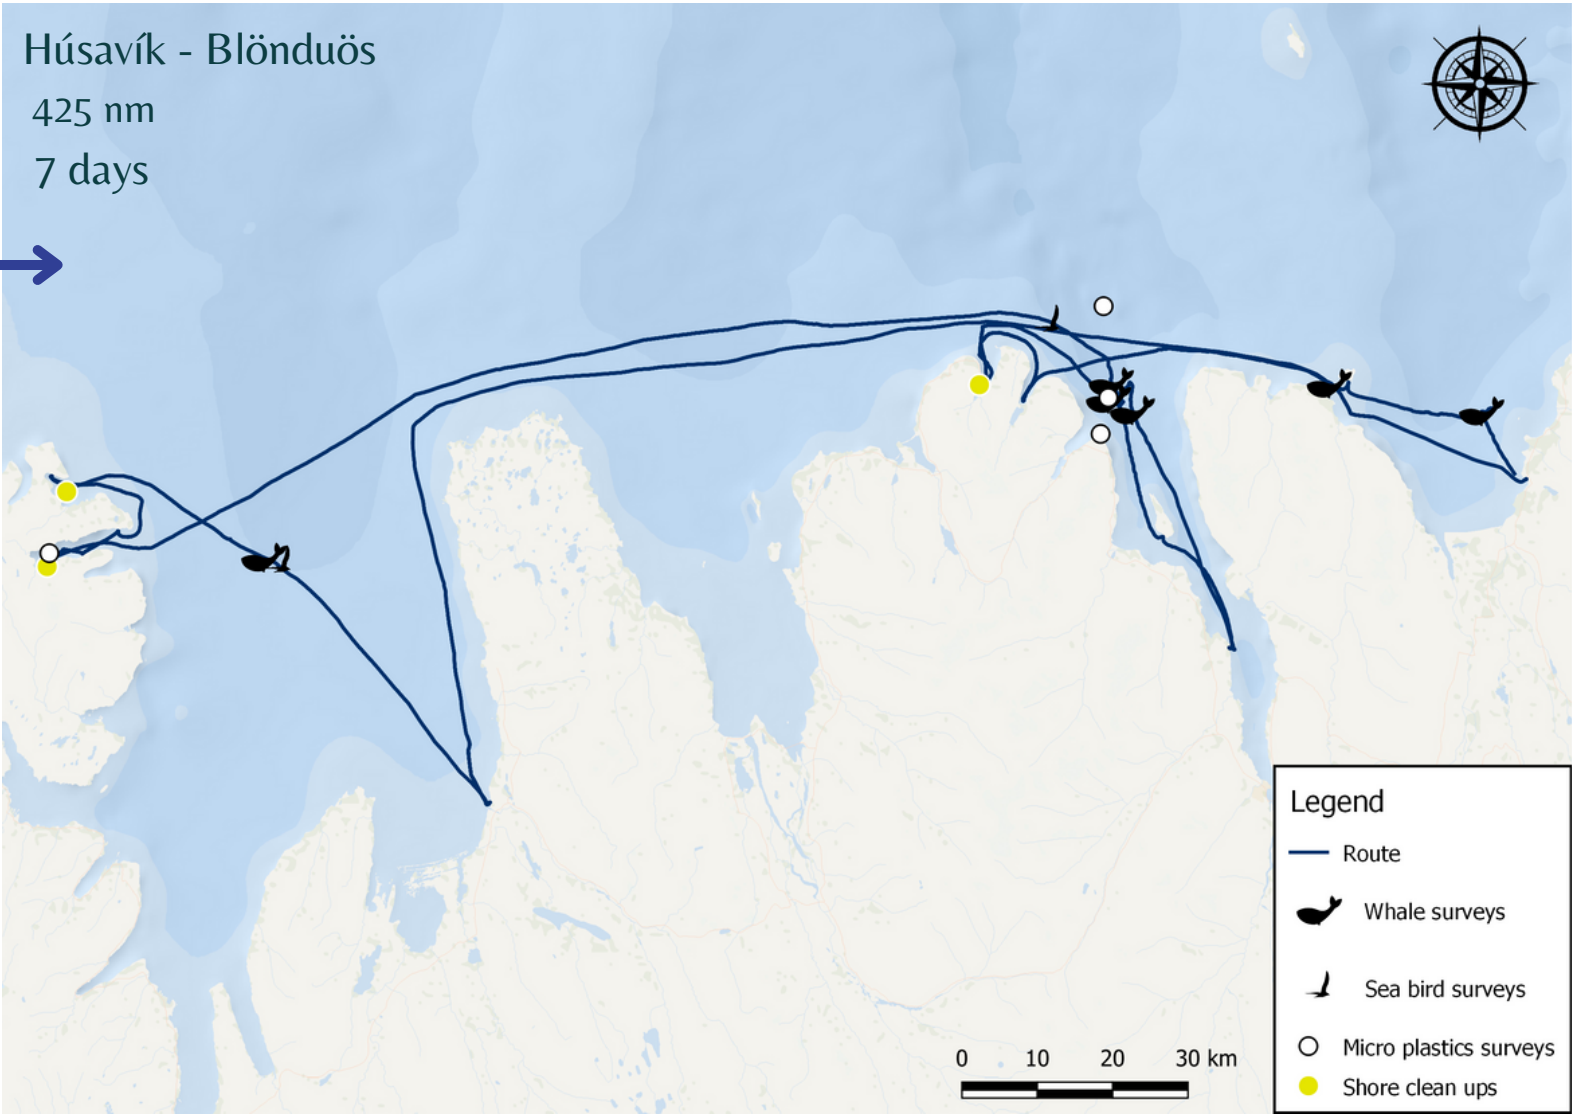 Húsavík - Blönduös
425 nm
7 days
Legend
Route
Whale surveys
Sea bird surveys
Micro plastics surveys
Shore clean ups
0 10 20 30 km